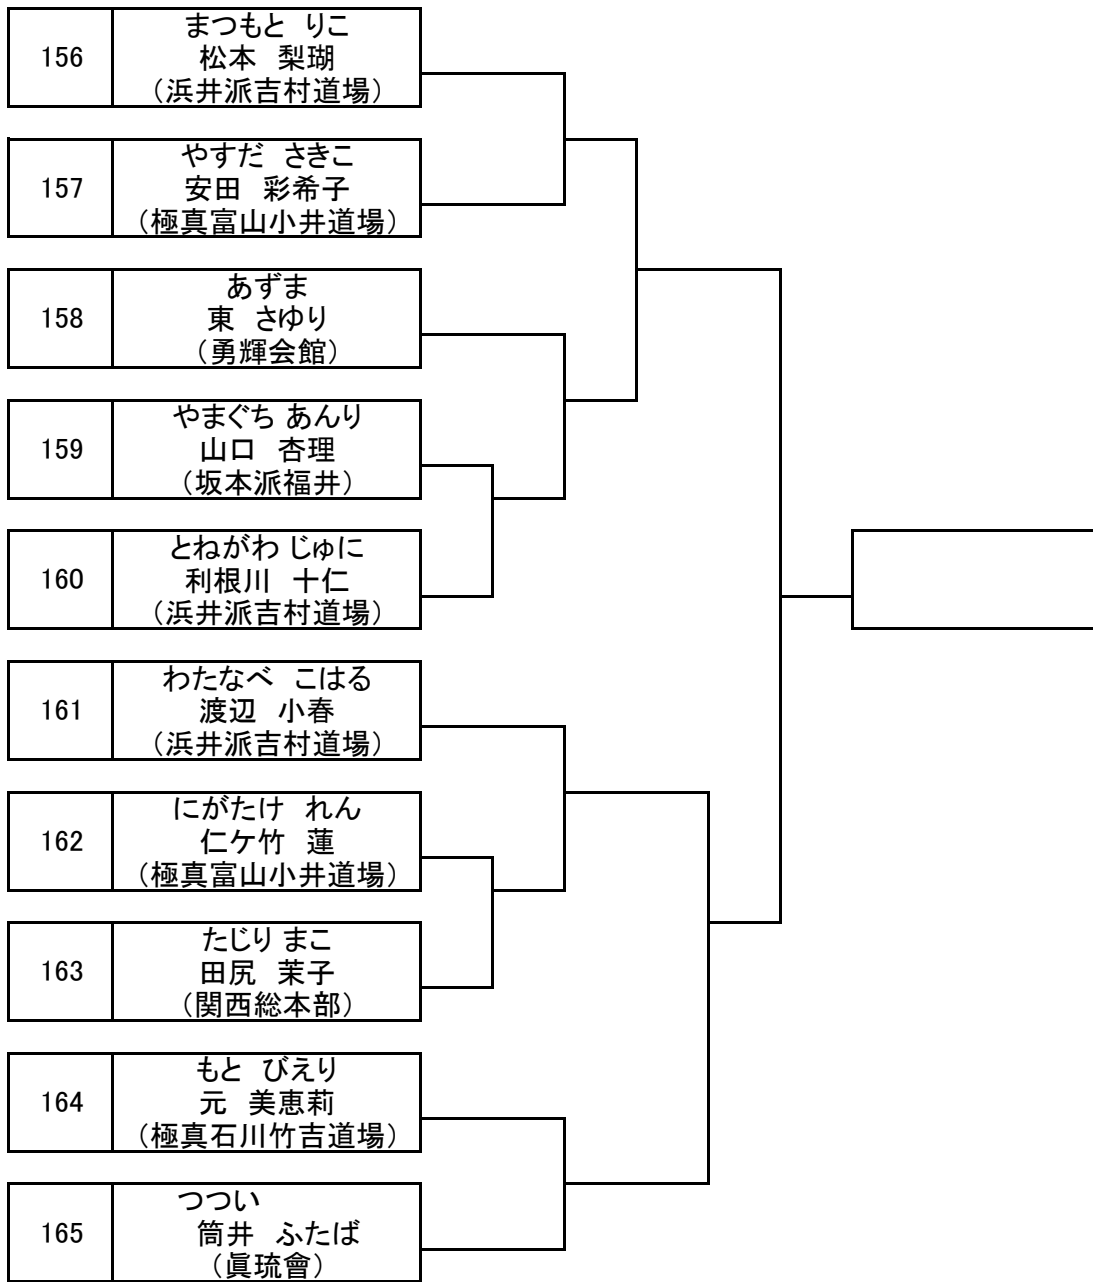 156
まつもと りこ
松本 梨瑚
（浜井派吉村道場）
157
やすだ さきこ
安田 彩希子
（極真富山小井道場）
158
あずま
東 さゆり
（勇輝会館）
159
やまぐち あんり
山口 杏理
（坂本派福井）
160
とねがわ じゅに
利根川 十仁
（浜井派吉村道場）
161
わたなべ こはる
渡辺 小春
（浜井派吉村道場）
162
にがたけ れん
仁ケ竹 蓮
（極真富山小井道場）
163
たじり まこ
田尻 茉子
（関西総本部）
164
もと びえり
元 美恵莉
（極真石川竹吉道場）
165
つつい
筒井 ふたば
（眞琉會）